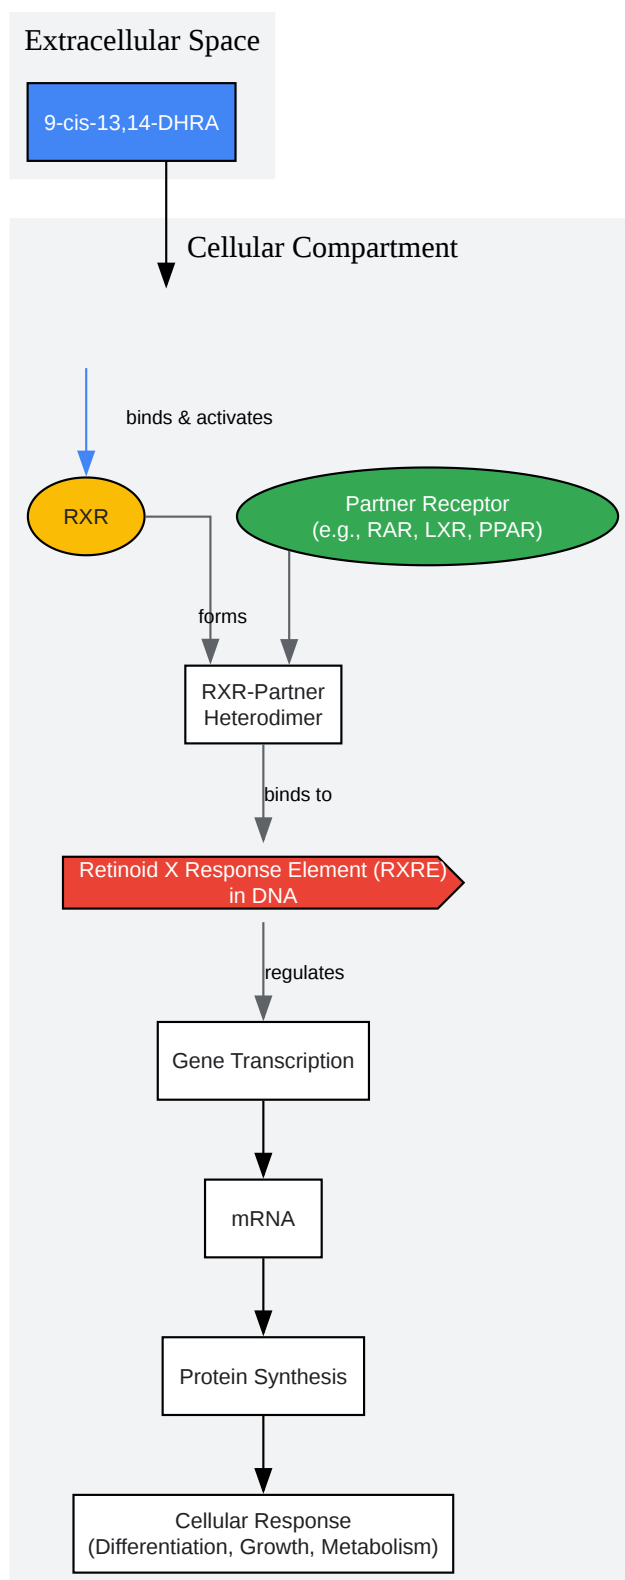 Extracellular Space
9-cis-13,14-DHRA
Cellular Compartment
binds & activates
RXR
Partner Receptor
(e.g., RAR, LXR, PPAR)
forms
RXR-Partner
Heterodimer
binds to
Retinoid X Response Element (RXRE)
in DNA
regulates
Gene Transcription
mRNA
Protein Synthesis
Cellular Response
(Differentiation, Growth, Metabolism)